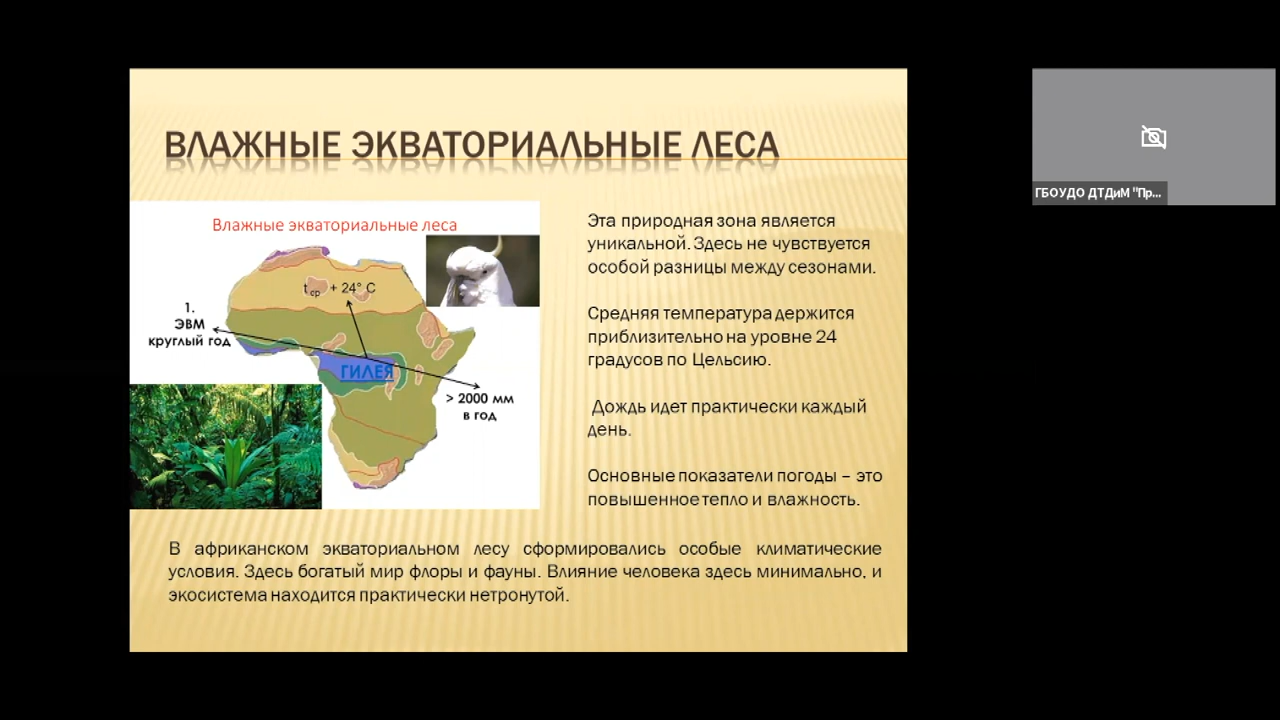 ВЛАЖНЫЕ ЭКВАТОРИАЛЬНЫЕ ЛЕСА
Влажные экваториальные леса
t ср + 24° С
1.
ЭВМ
круглый год
ГИЛЕЯ
> 2000 мм
в год
Эта природная зона является
уникальной. Здесь не чувствуется
особой разницы между сезонами.
Средняя температура держится
приблизительно на уровне 24
градусов по Цельсию.
Дождь идет практически каждый
день.
Основные показатели погоды – это
повышенное тепло и влажность.
В африканском экваториальном лесу сформировались особые климатические
условия. Здесь богатый мир флоры и фауны. Влияние человека здесь минимально, и
экосистема находится практически нетронутой.
ГБОУДО ДТДиМ "Пр...